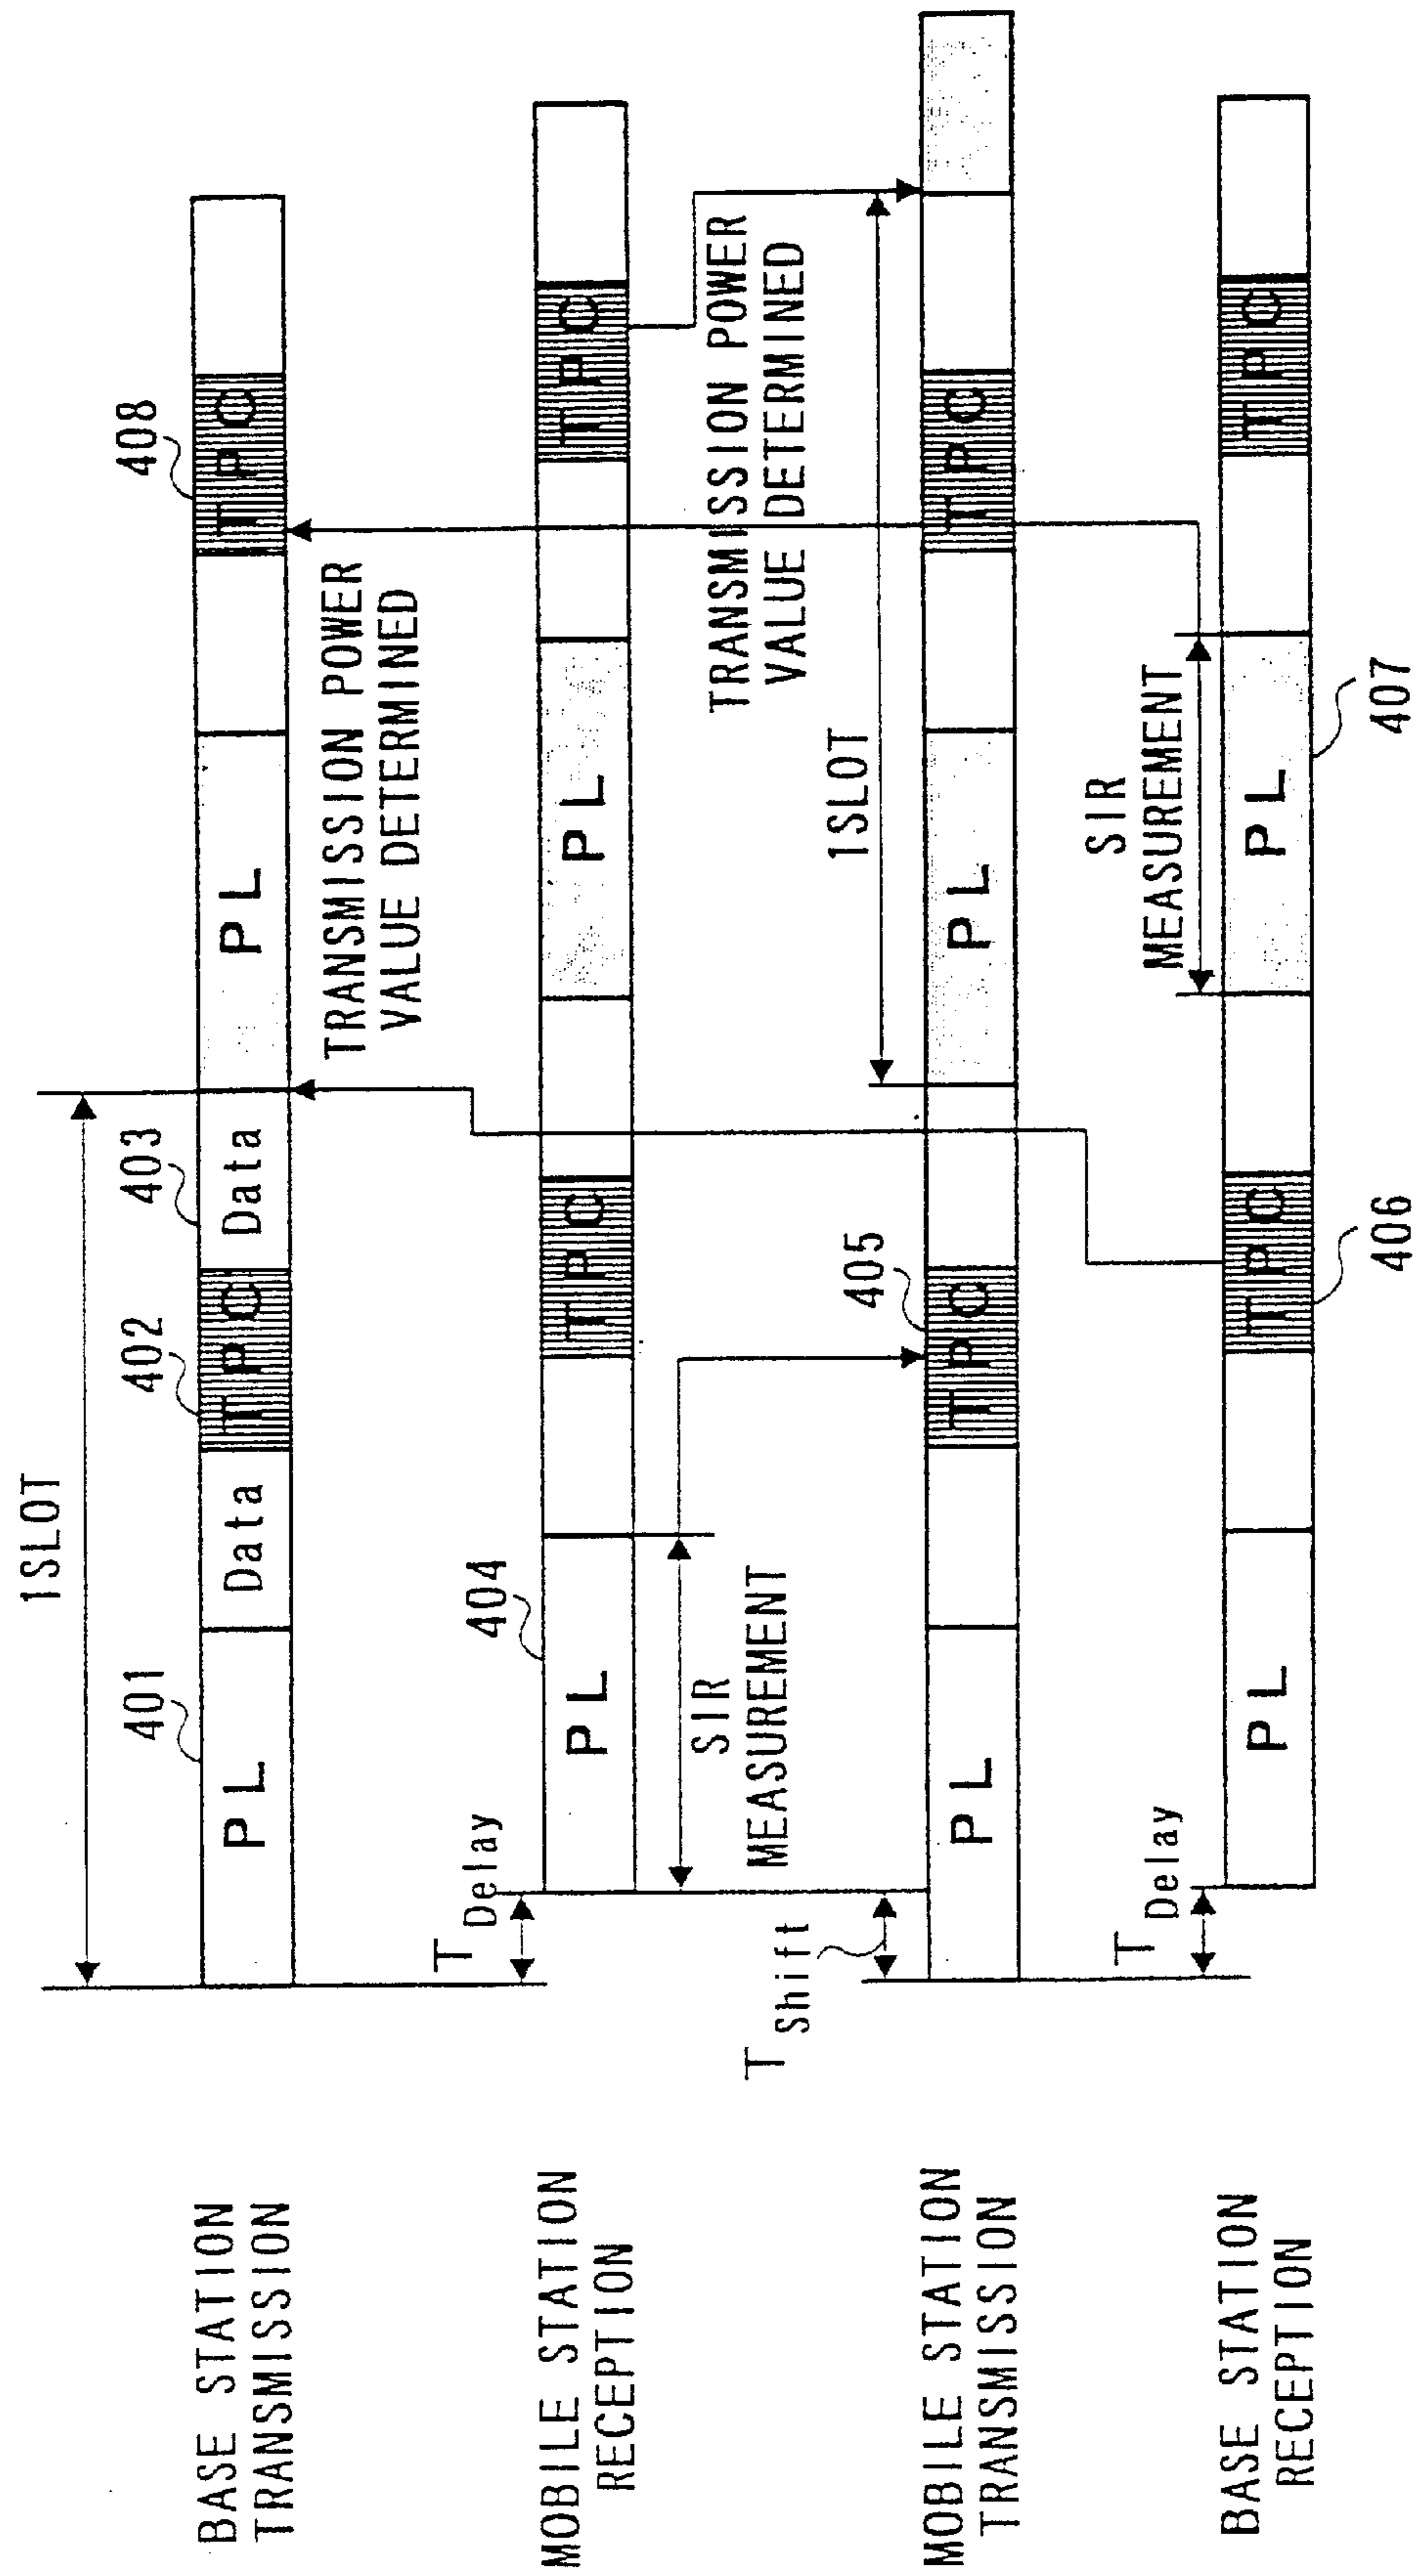 1SLOT
401
402
403
408
BASE STATION
TRANSMISSION
PL
Data
TPC
Data
PL
TPC
TRANSMISSION POWER
VALUE DETERMINED
T Delay
404
MOBILE STATION
RECEPTION
PL
TPC
PL
TPC
SIR
MEASUREMENT
TRANSMISSION POWER
VALUE DETERMINED
T Shift
405
1SLOT
MOBILE STATION
TRANSMISSION
PL
TPC
PL
TPC
T Delay
SIR
MEASUREMENT
BASE STATION
RECEPTION
PL
TPC
PL
TPC
406
407